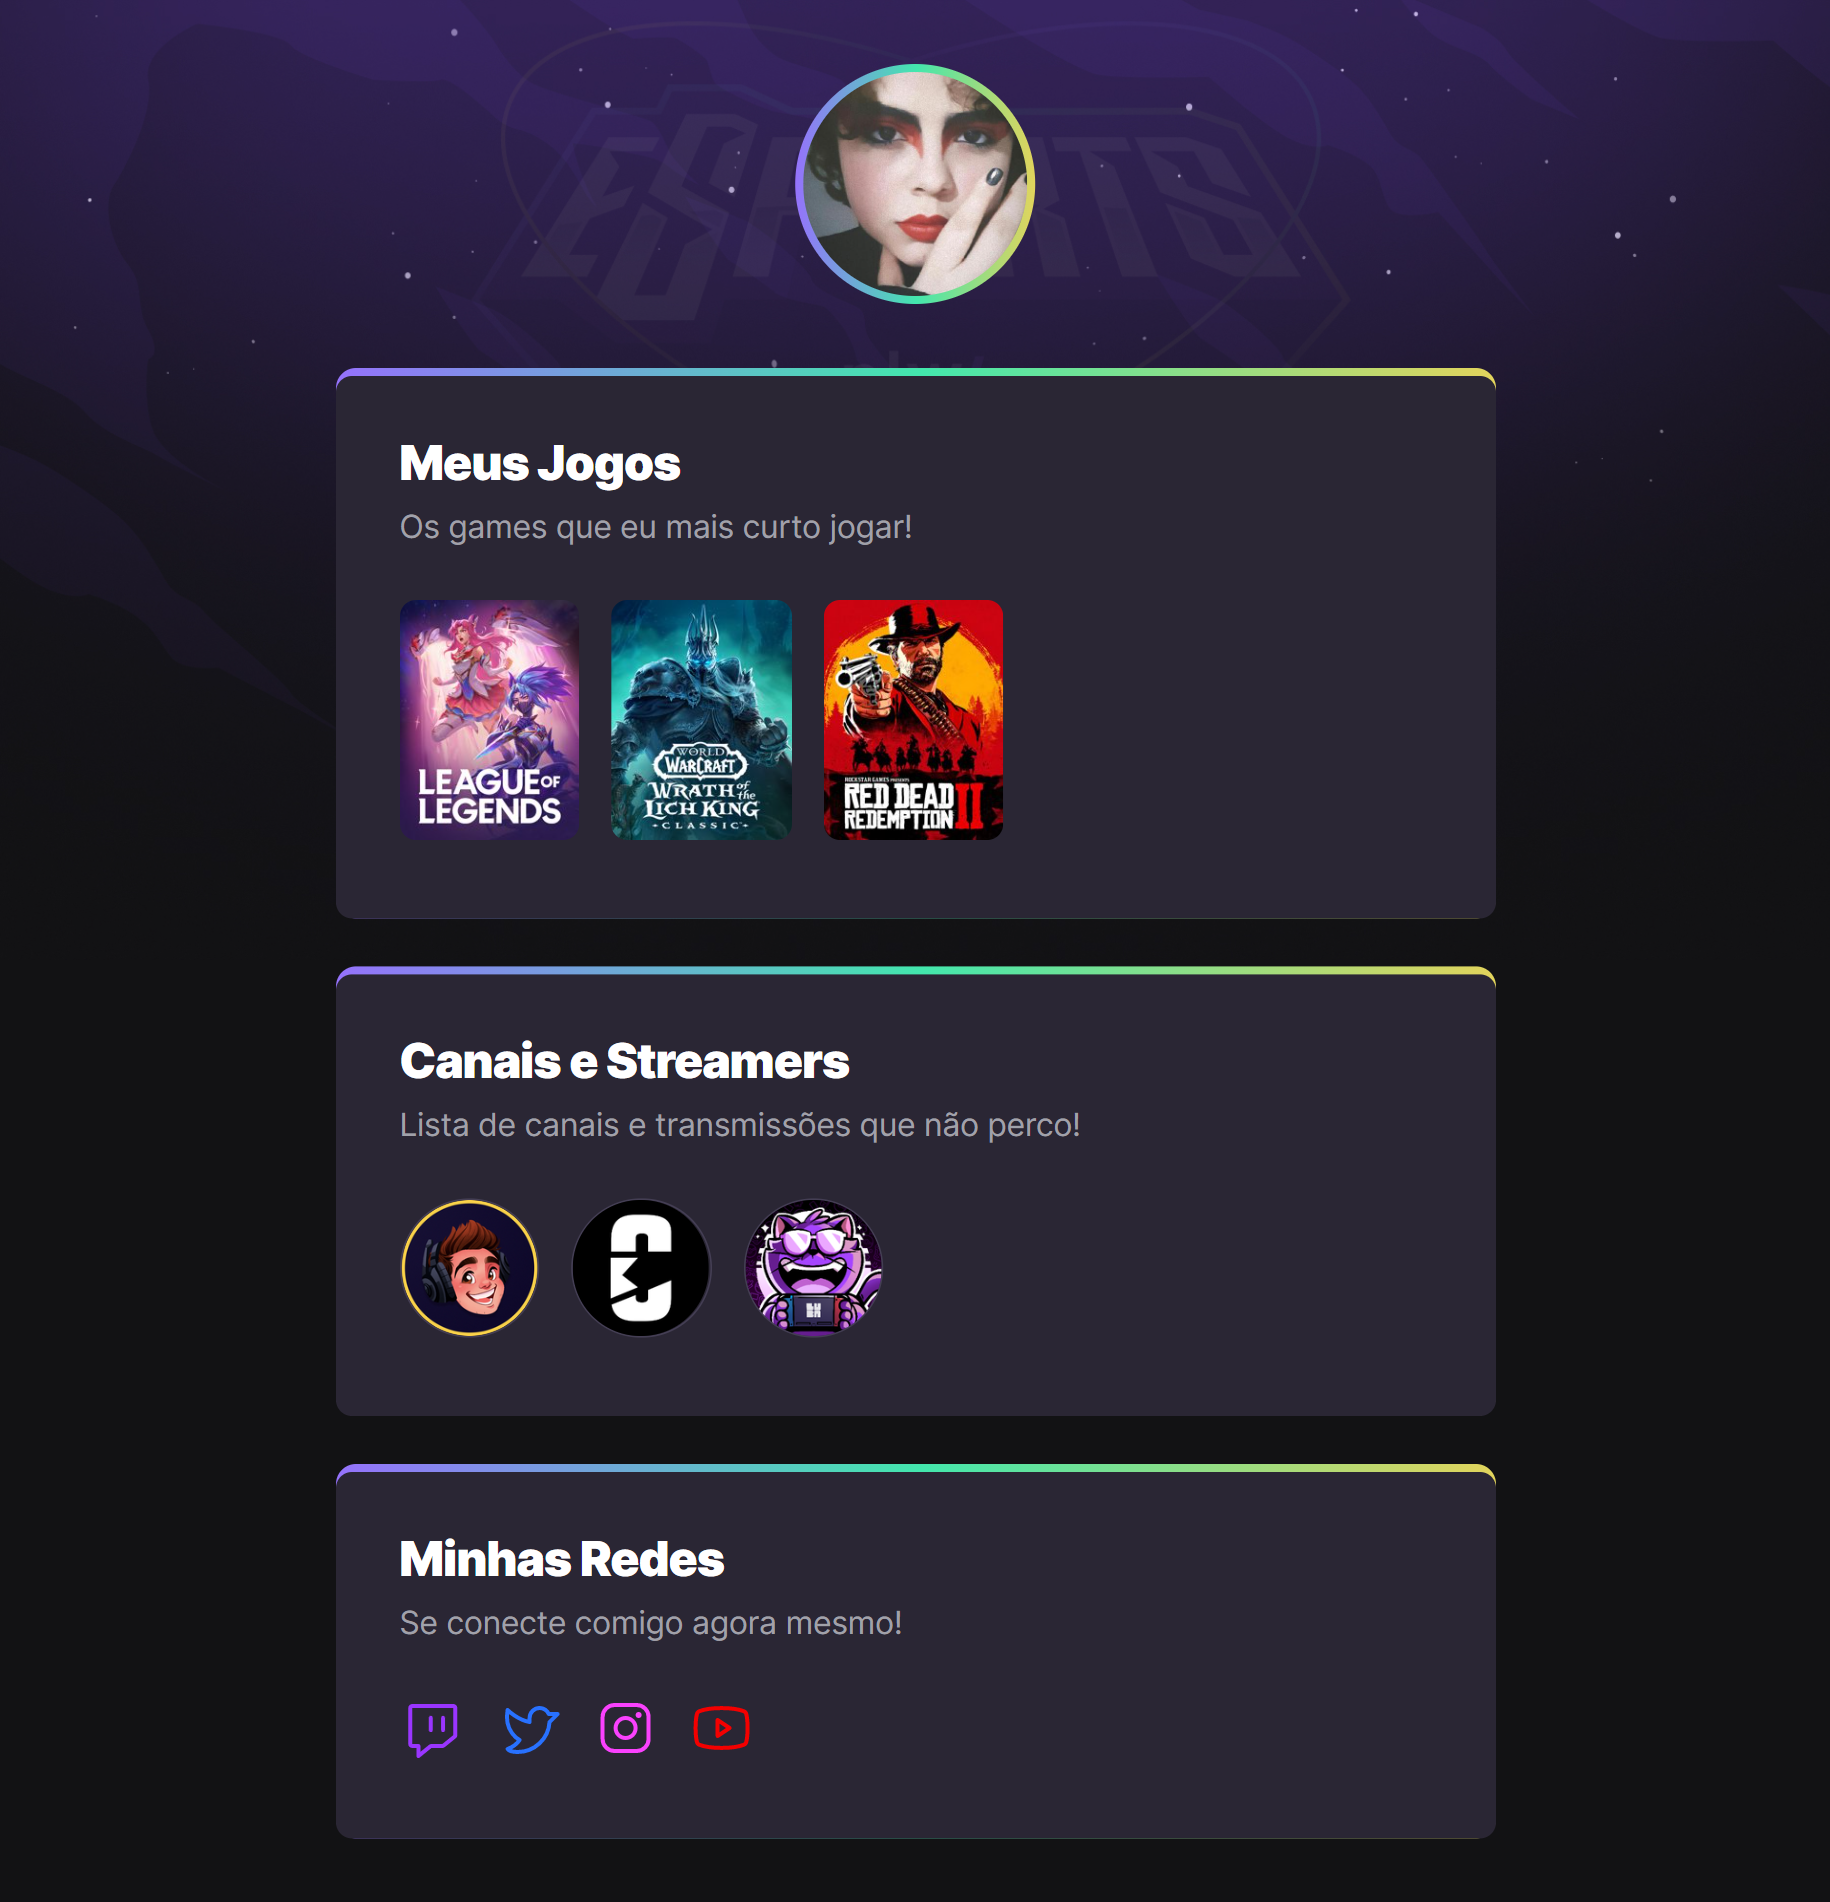 ESPORTS
Meus Jogos
Os games que eu mais curto jogar!
LEAGUE OF
LEGENDS
WORLD
WARCRAFT
WRATH of the
LICH KING
CLASSIC
ROCKSTAR GAMES PRESENTS
RED DEAD
REDEMPTION II
Canais e Streamers
Lista de canais e transmissões que não perco!
Minhas Redes
Se conecte comigo agora mesmo!